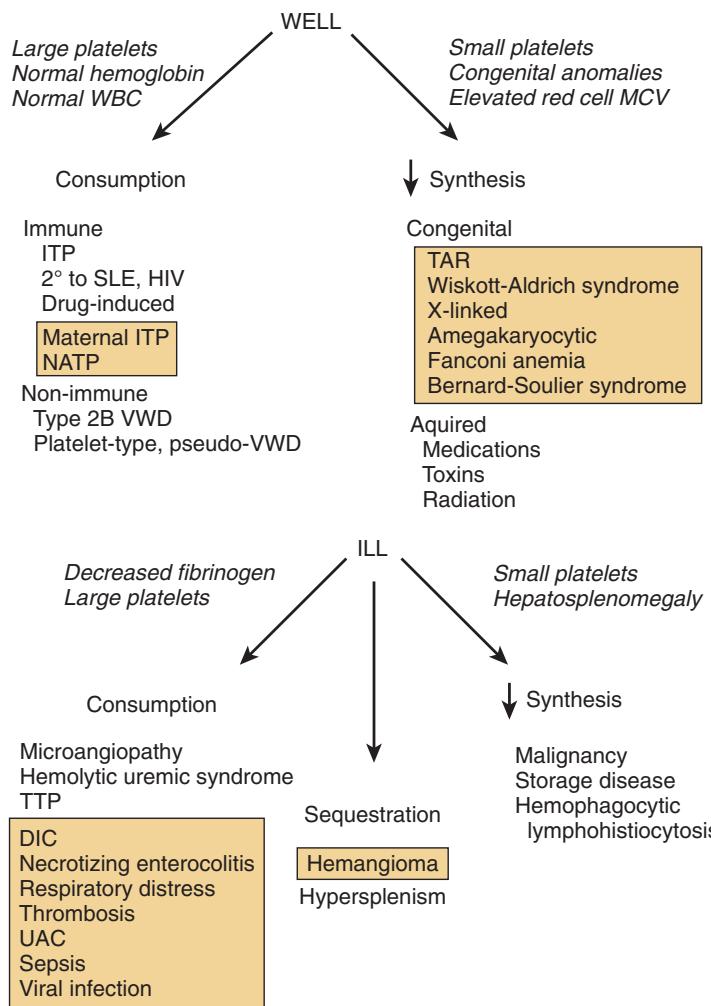 WELL
Large platelets
Normal hemoglobin
Normal WBC
Small platelets
Congenital anomalies
Elevated red cell MCV
Consumption
Immune
ITP
2° to SLE, HIV
Drug-induced
Maternal ITP
NATP
Non-immune
Type 2B VWD
Platelet-type, pseudo-VWD
↓ Synthesis
Congenital
TAR
Wiskott-Aldrich syndrome
X-linked
Amegakaryocytic
Fanconi anemia
Bernard-Soulier syndrome
Aquired
Medications
Toxins
Radiation
ILL
Decreased fibrinogen
Large platelets
Small platelets
Hepatosplenomegaly
Consumption
Microangiopathy
Hemolytic uremic syndrome
TTP
DIC
Necrotizing enterocolitis
Respiratory distress
Thrombosis
UAC
Sepsis
Viral infection
Sequestration
Hemangioma
Hypersplenism
↓ Synthesis
Malignancy
Storage disease
Hemophagocytic
lymphohistiocytosis